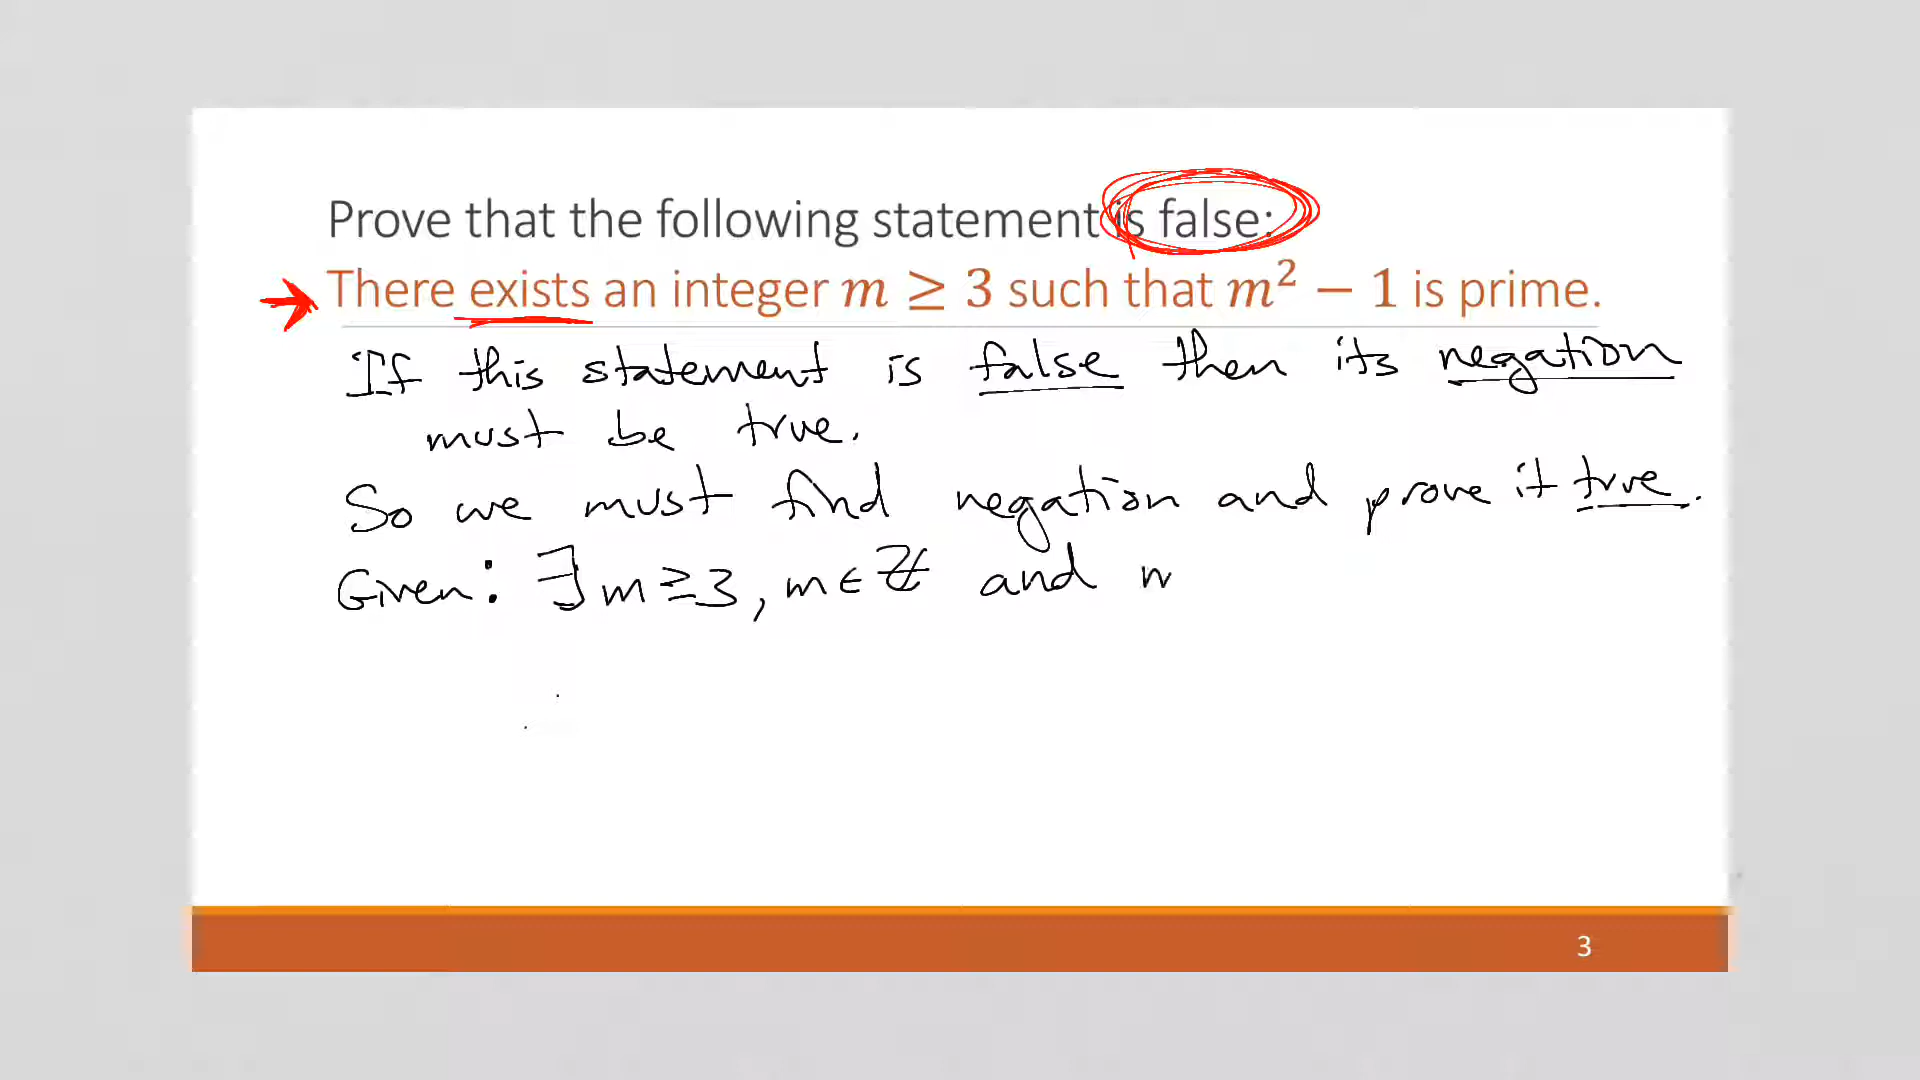 Prove that the following statement is false:
There exists an integer m ≥ 3 such that m² − 1 is prime.
If this statement is false then its negation
must be true.
So we must find negation and prove it true.
Given: ∃ m ≥ 3, m ∈ ℤ and m
3